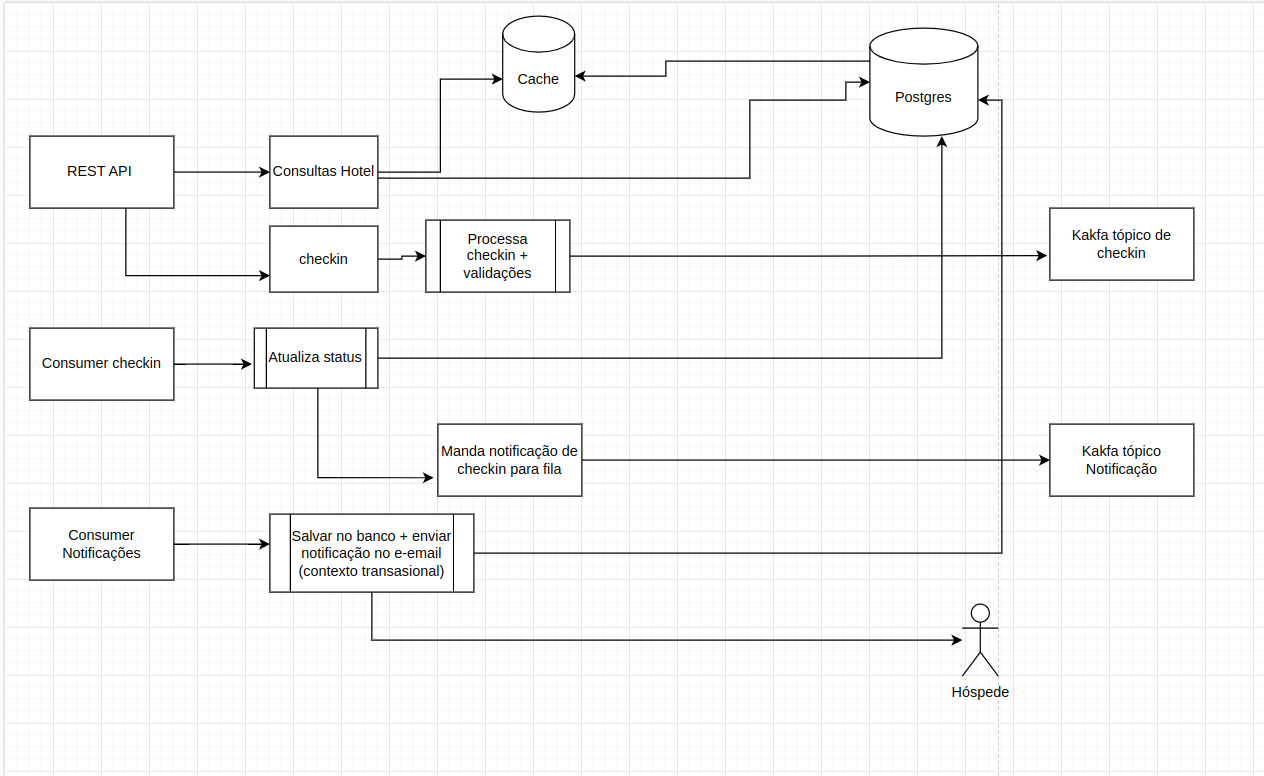 Cache
Postgres
REST API
Consultas Hotel
checkin
Processa
checkin +
validações
Kakfa tópico de
checkin
Consumer checkin
Atualiza status
Manda notificação de
checkin para fila
Kakfa tópico
Notificação
Consumer
Notificações
Salvar no banco + enviar
notificação no e-email
(contexto transasional)
Hóspede